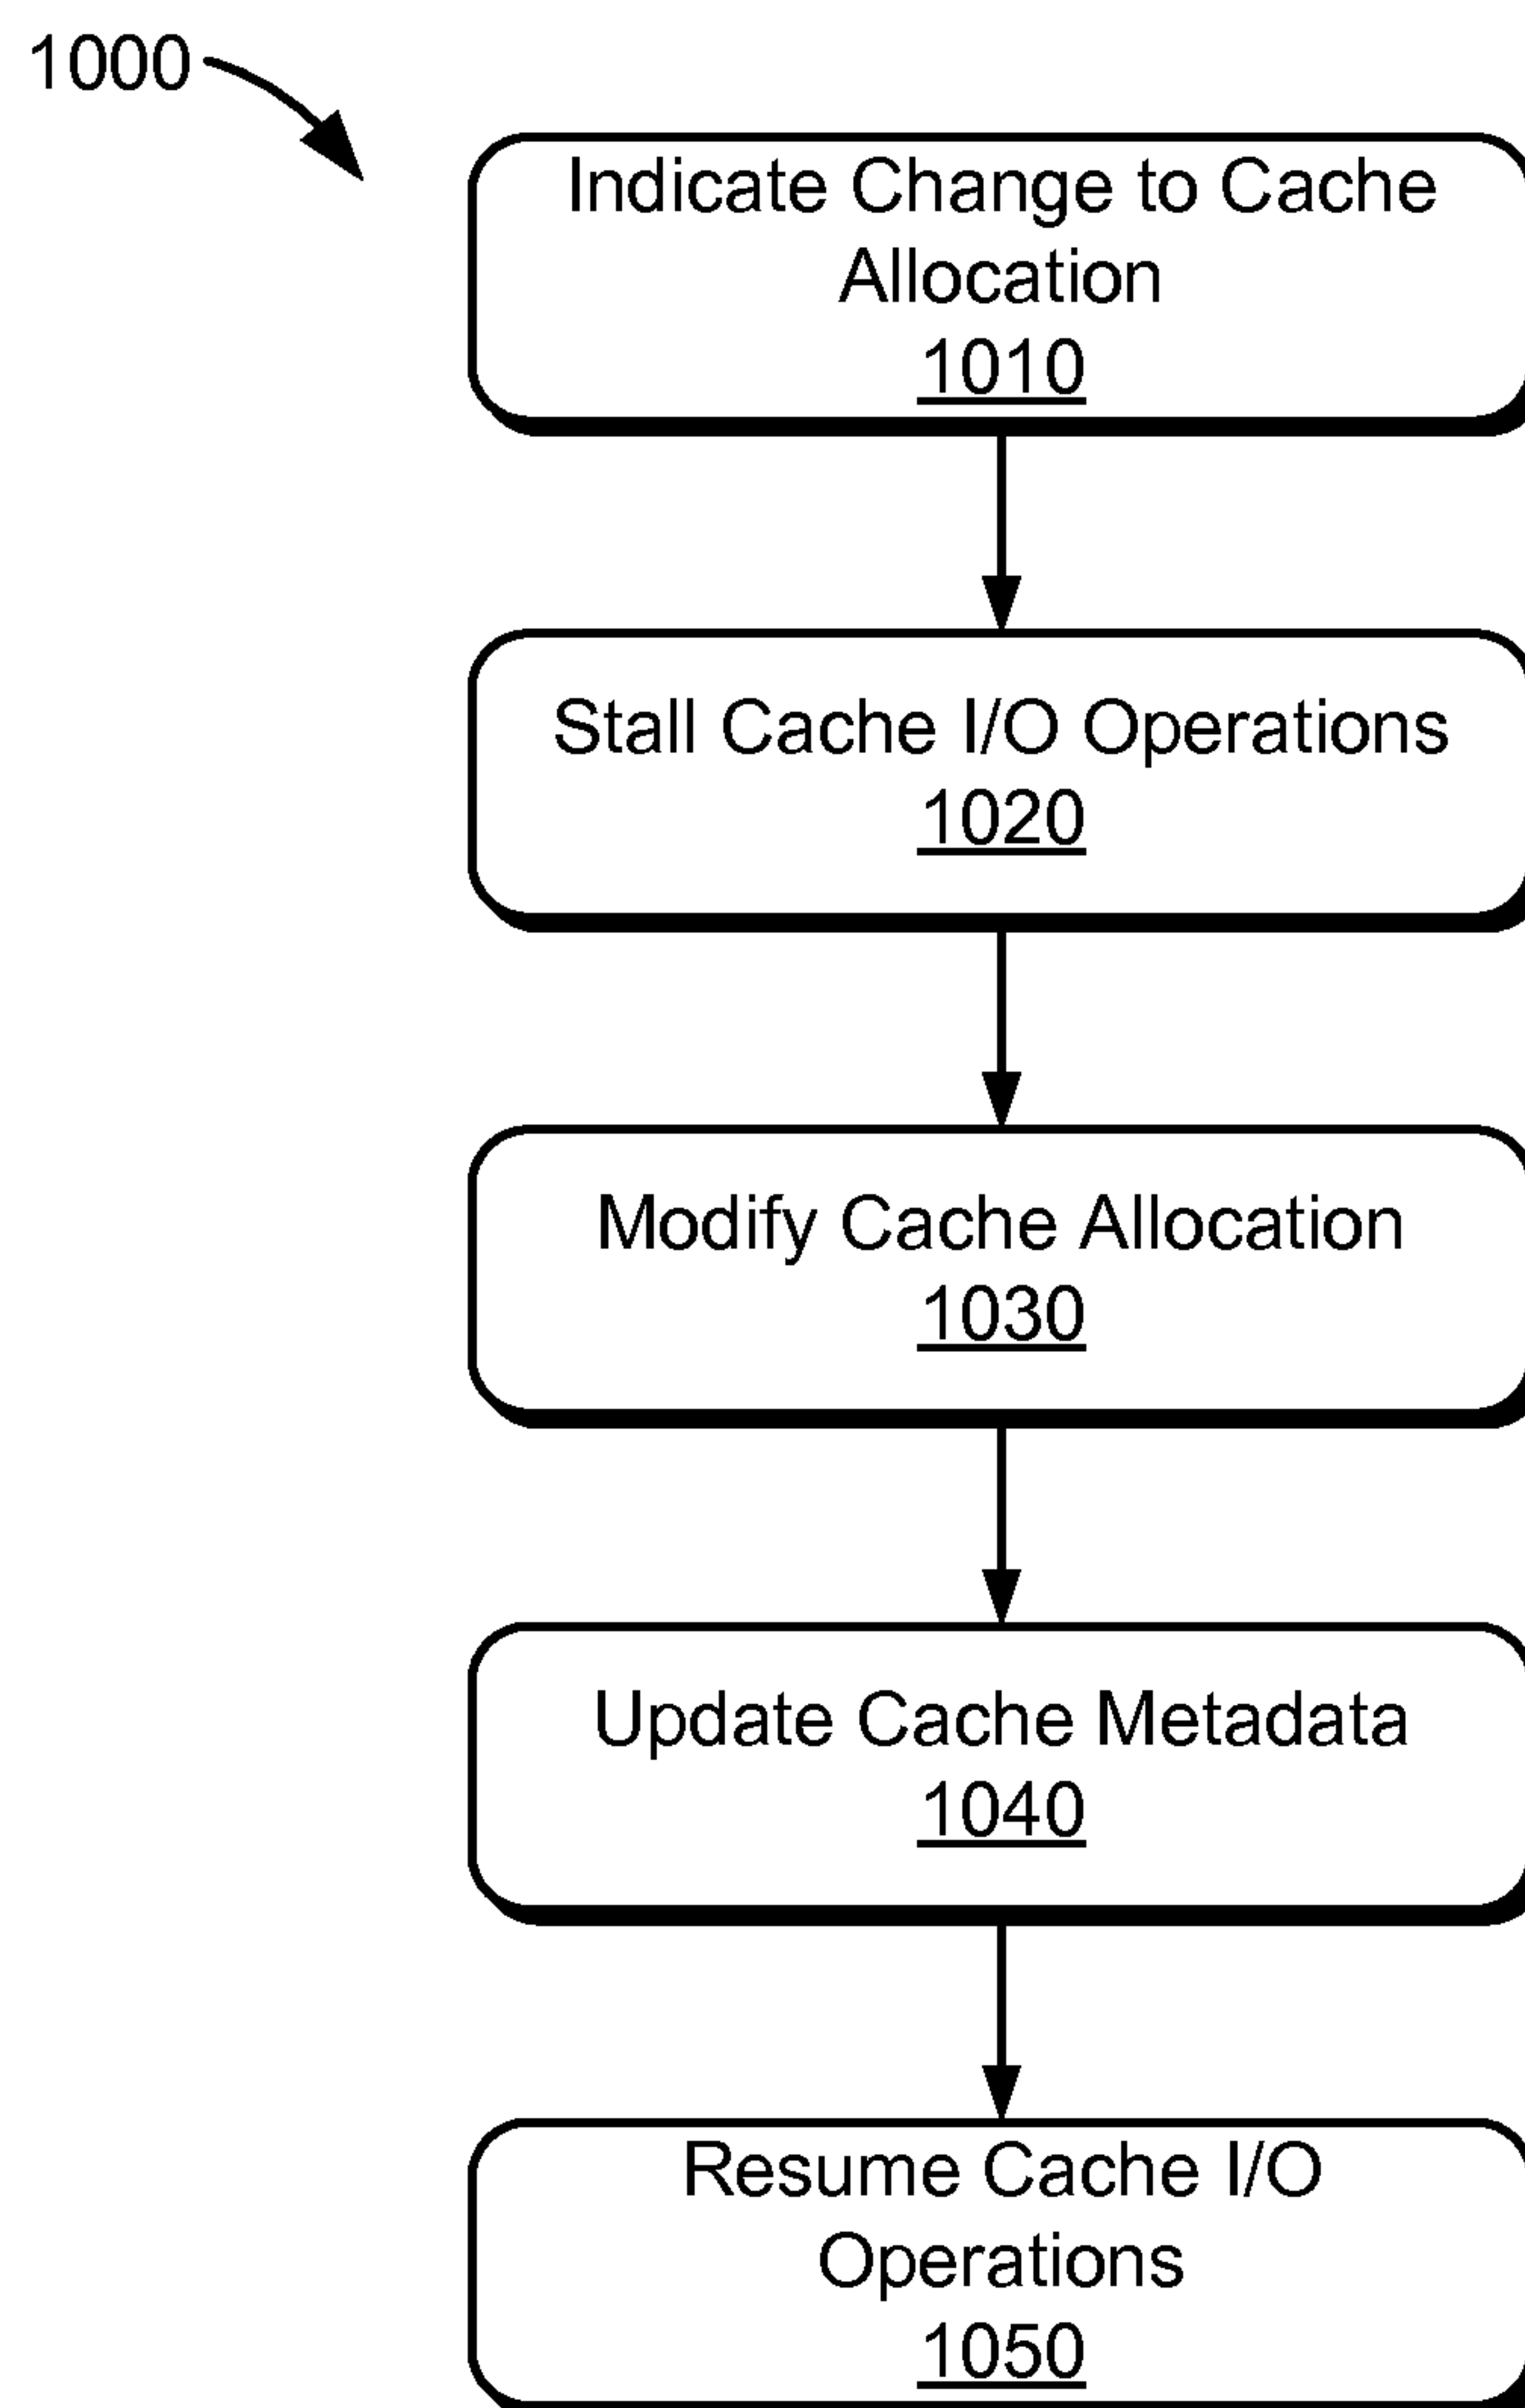 1000
Indicate Change to Cache
Allocation
1010
Stall Cache I/O Operations
1020
Modify Cache Allocation
1030
Update Cache Metadata
1040
Resume Cache I/O
Operations
1050